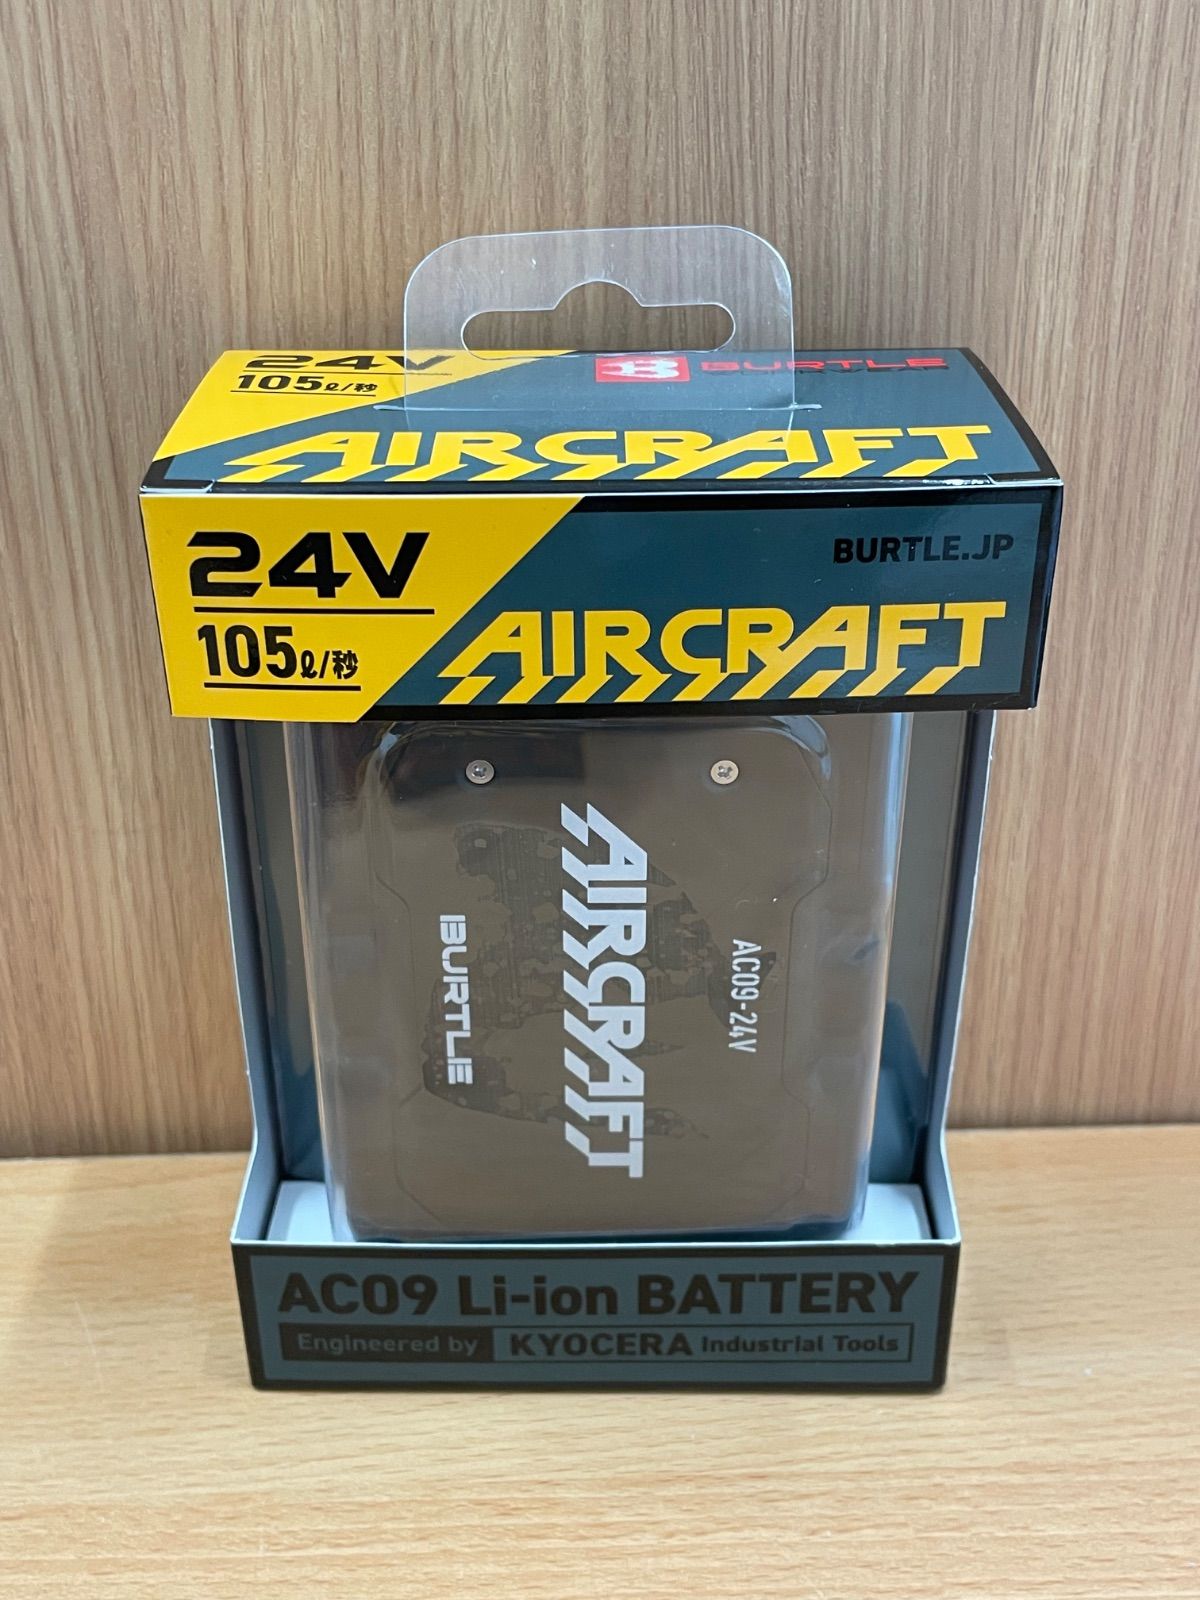 24V
105ℓ/秒
BURTLE
AIRCRAFT
24V
105ℓ/秒
BURTLE.JP
AIRCRAFT
AIRCRAFT
BURTLE
AC09-24V
AC09 Li-ion BATTERY
Engineered by KYOCERA Industrial Tools